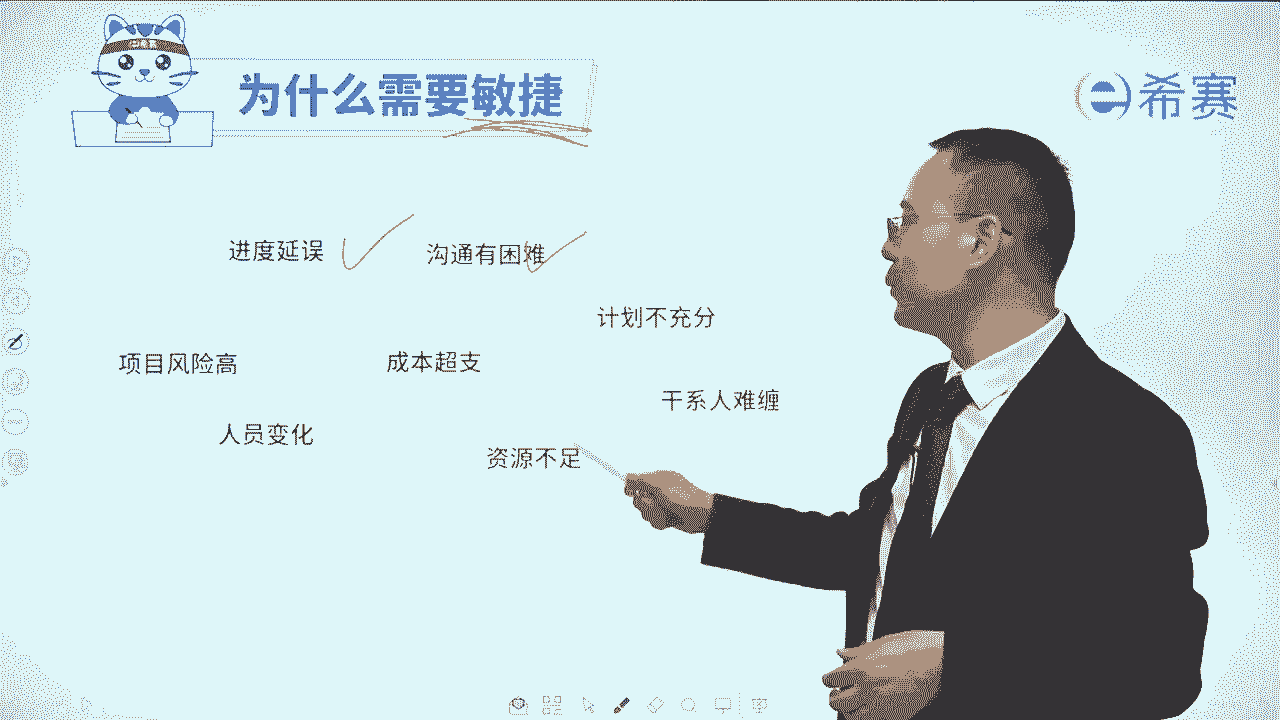 为什么需要敏捷
希赛
进度延误
沟通有困难
计划不充分
项目风险高
成本超支
干系人难缠
人员变化
资源不足